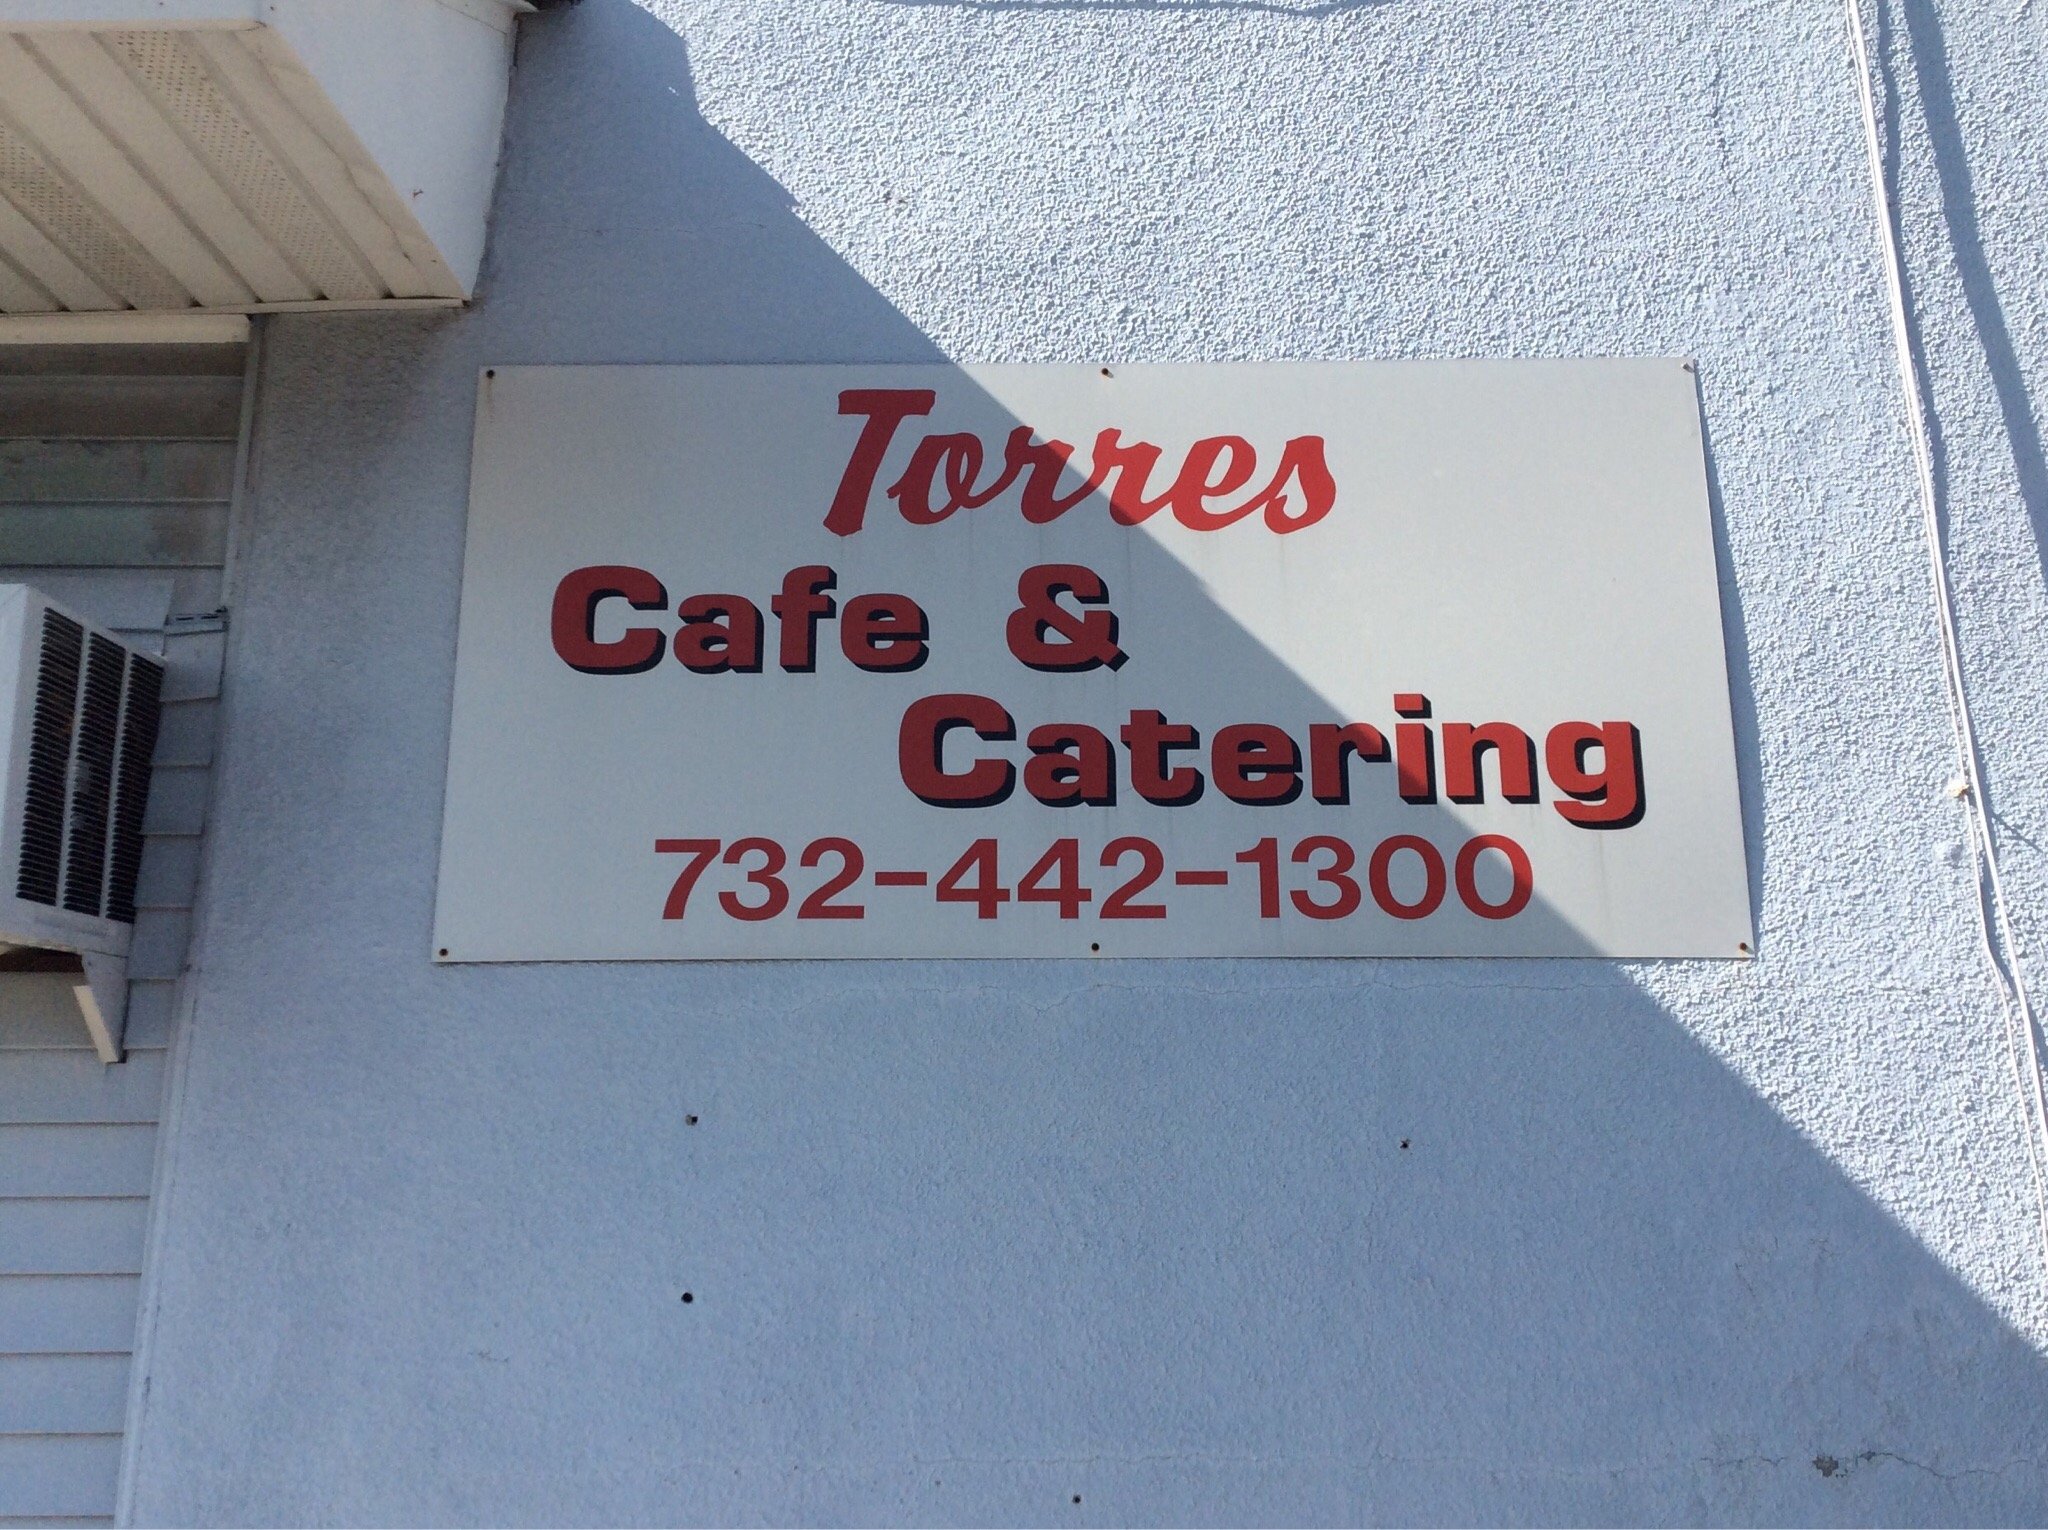 Torres
Cafe &
Catering
732-442-1300